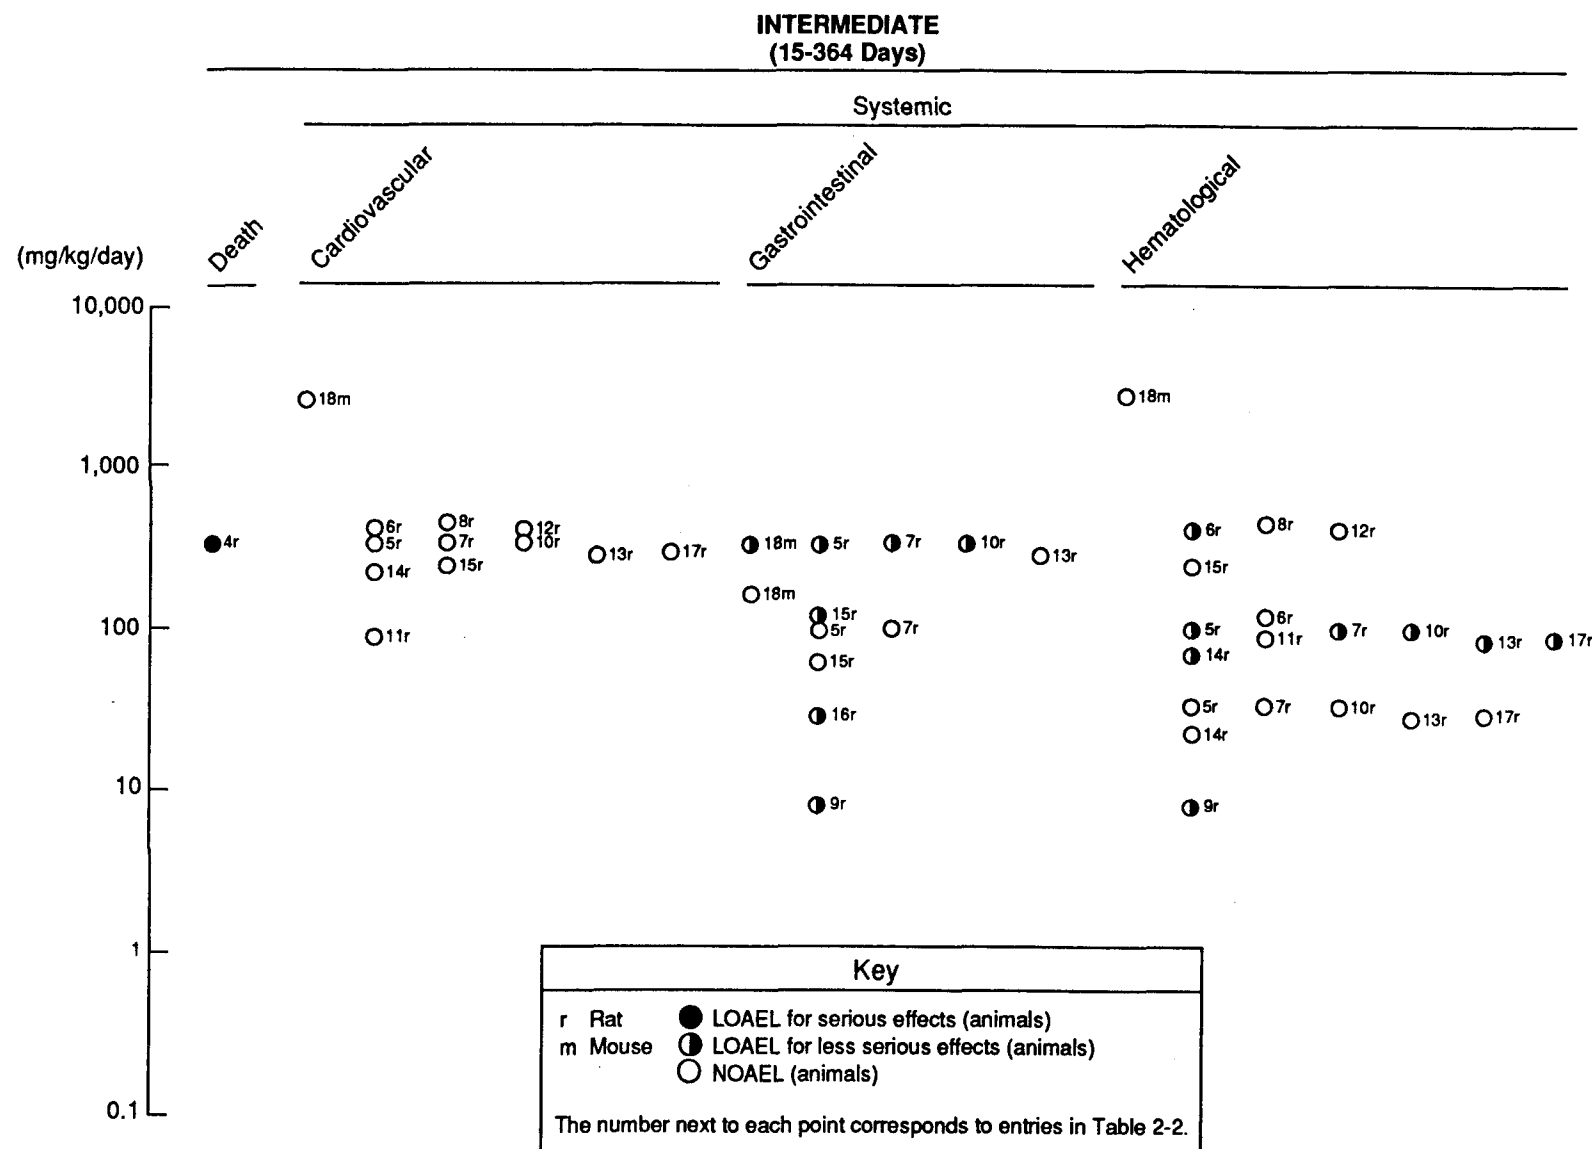 INTERMEDIATE
(15-364 Days)
Systemic
(mg/kg/day)
Death
Cardiovascular
Gastrointestinal
Hematological
10,000
18m
18m
1,000
6r 8r 12r 6r 8r 12r
4r 5r 7r 10r 13r 17r 18m 5r 7r 10r 13r
14r 15r 15r
18m
15r 6r
100
11r 5r 7r 5r 11r 7r 10r 13r 17r
15r 14r
16r 5r 7r 10r 13r 17r
14r
10
9r 9r
1
0.1
Key
r Rat LOAEL for serious effects (animals)
m Mouse LOAEL for less serious effects (animals)
NOAEL (animals)
The number next to each point corresponds to entries in Table 2-2.